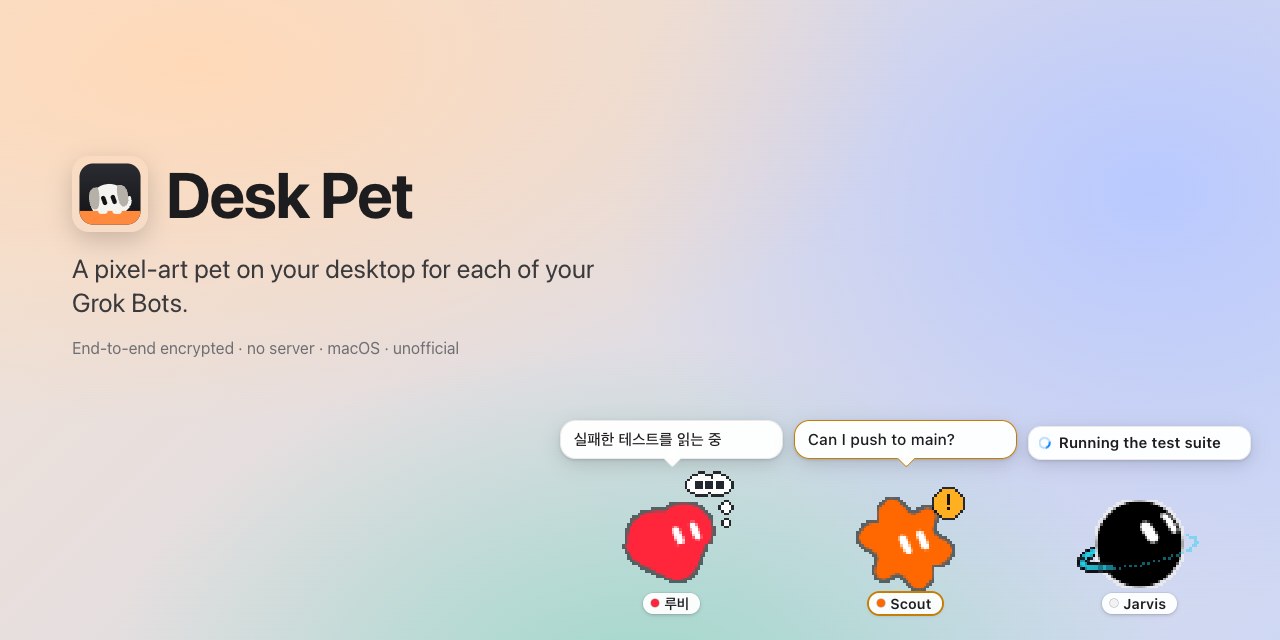 Desk Pet
A pixel-art pet on your desktop for each of your
Grok Bots.
End-to-end encrypted · no server · macOS · unofficial
실패한 테스트를 읽는 중
Can I push to main?
Running the test suite
!
루비
Scout
Jarvis